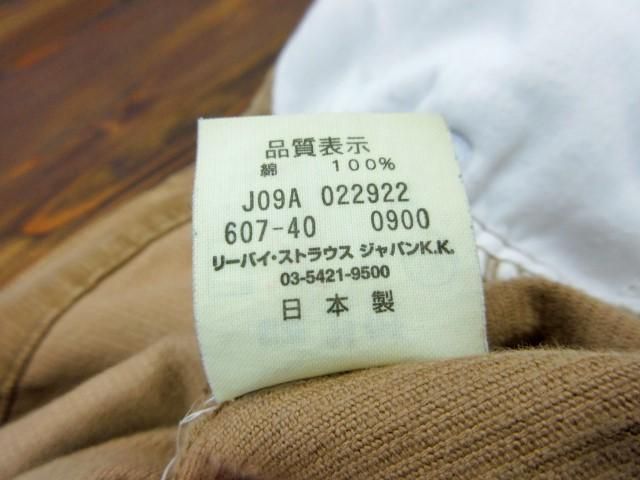 品質表示
綿 100%
J09A 022922
607-40 0900
リーバイ・ストラウス ジャパンK.K.
03-5421-9500
日本製